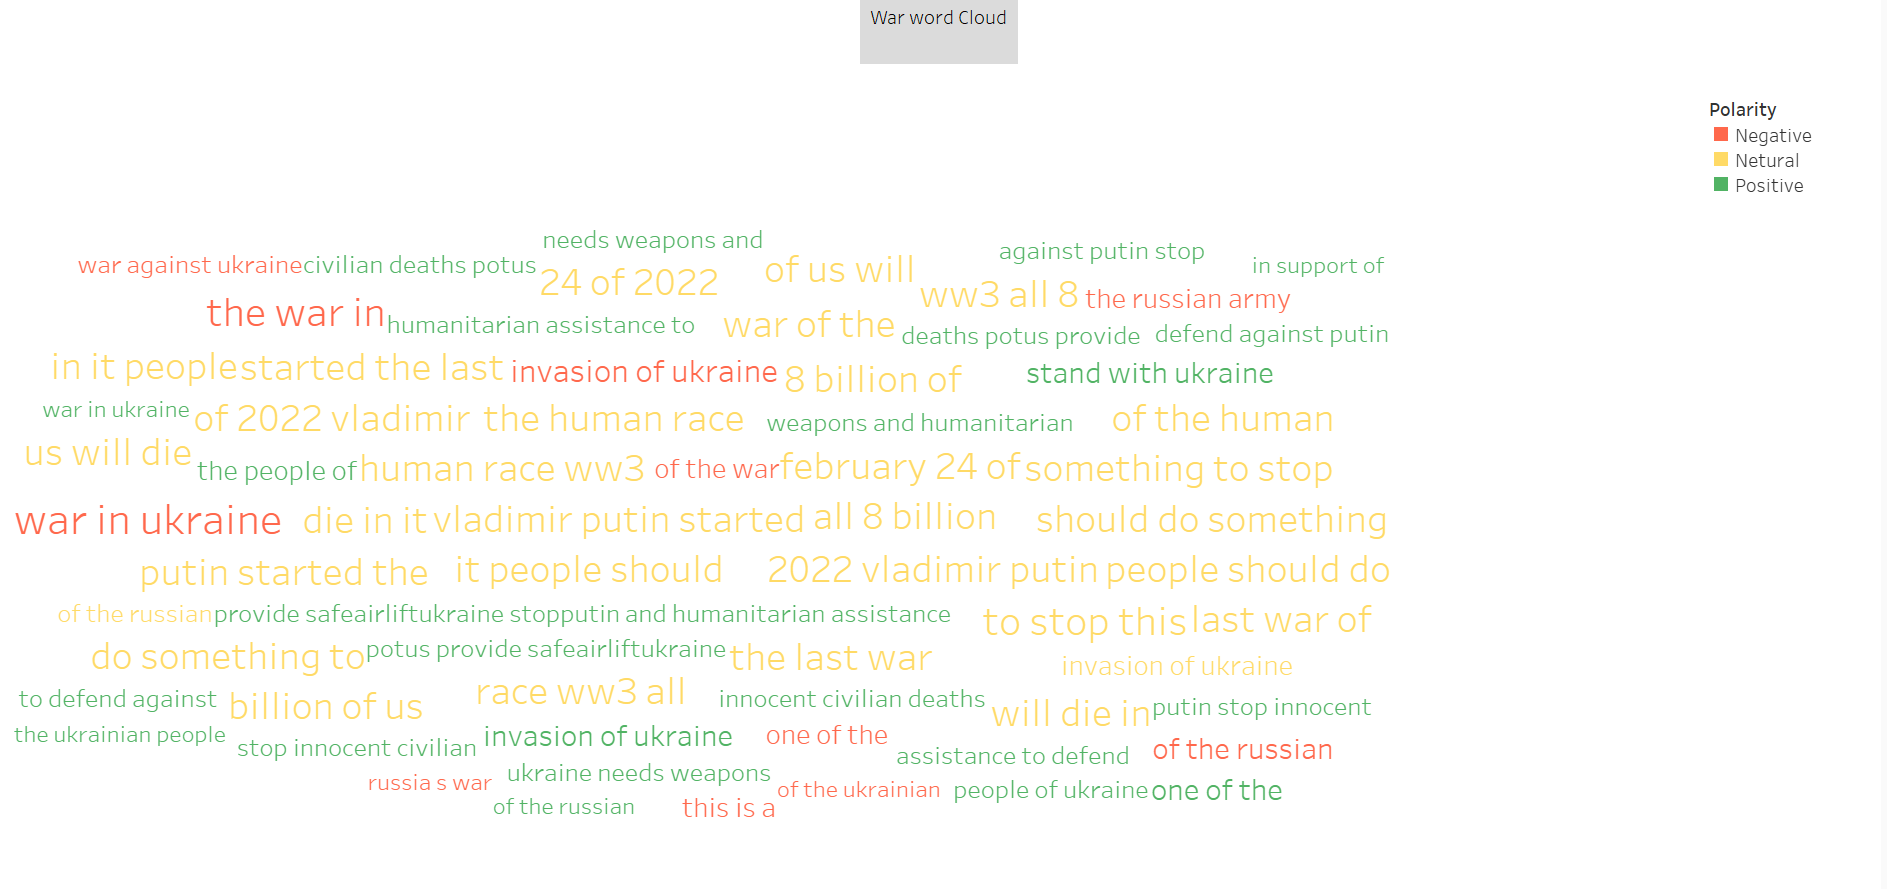 War word Cloud
Polarity
Negative
Netural
Positive
needs weapons and
against putin stop
war against ukraine
civilian deaths potus
24 of 2022
of us will
in support of
ww3 all 8
the russian army
the war in
humanitarian assistance to
war of the
deaths potus provide
defend against putin
in it people
started the last
invasion of ukraine
8 billion of
stand with ukraine
war in ukraine
of 2022 vladimir
the human race
weapons and humanitarian
of the human
us will die
the people of
human race ww3
of the war
february 24 of
something to stop
war in ukraine
die in it
vladimir putin started
all 8 billion
should do something
putin started the
it people should
2022 vladimir putin
people should do
of the russian
provide safeairliftukraine stopputin
and humanitarian assistance
to stop this
last war of
do something to
potus provide safeairliftukraine
the last war
invasion of ukraine
to defend against
billion of us
race ww3 all
innocent civilian deaths
will die in
putin stop innocent
the ukrainian people
stop innocent civilian
invasion of ukraine
one of the
assistance to defend
of the russian
russia s war
ukraine needs weapons
of the ukrainian
people of ukraine
one of the
of the russian
this is a